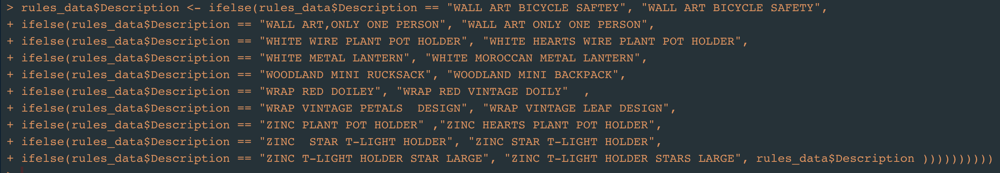 > rules_data$Description <- ifelse(rules_data$Description == "WALL ART BICYCLE SAFTEY", "WALL ART BICYCLE SAFETY",
+ ifelse(rules_data$Description == "WALL ART,ONLY ONE PERSON", "WALL ART ONLY ONE PERSON",
+ ifelse(rules_data$Description == "WHITE WIRE PLANT POT HOLDER", "WHITE HEARTS WIRE PLANT POT HOLDER",
+ ifelse(rules_data$Description == "WHITE METAL LANTERN", "WHITE MOROCCAN METAL LANTERN",
+ ifelse(rules_data$Description == "WOODLAND MINI RUCKSACK", "WOODLAND MINI BACKPACK",
+ ifelse(rules_data$Description == "WRAP RED DOILEY", "WRAP RED VINTAGE DOILY"  ,
+ ifelse(rules_data$Description == "WRAP VINTAGE PETALS  DESIGN", "WRAP VINTAGE LEAF DESIGN",
+ ifelse(rules_data$Description == "ZINC PLANT POT HOLDER" ,"ZINC HEARTS PLANT POT HOLDER",
+ ifelse(rules_data$Description == "ZINC  STAR T-LIGHT HOLDER", "ZINC STAR T-LIGHT HOLDER",
+ ifelse(rules_data$Description == "ZINC T-LIGHT HOLDER STAR LARGE", "ZINC T-LIGHT HOLDER STARS LARGE", rules_data$Description ))))))))))